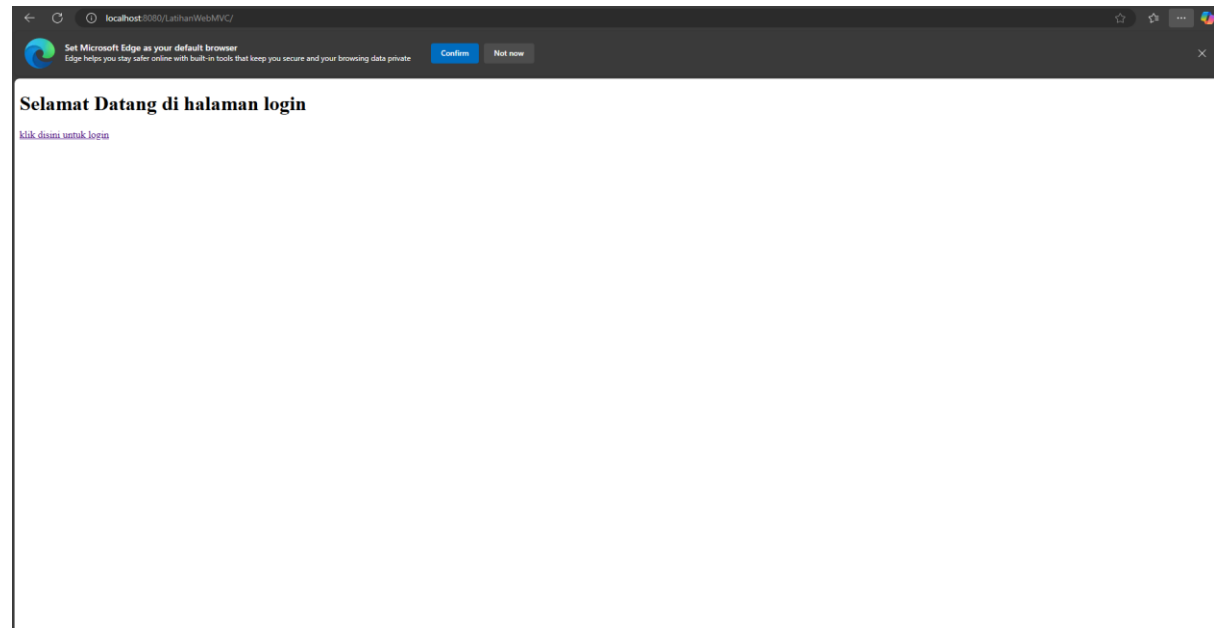 localhost:8080/LatihanWebMVC/
Set Microsoft Edge as your default browser
Edge helps you stay safer online with built-in tools that keep you secure and your browsing data private
Confirm
Not now
Selamat Datang di halaman login
klik disini untuk login